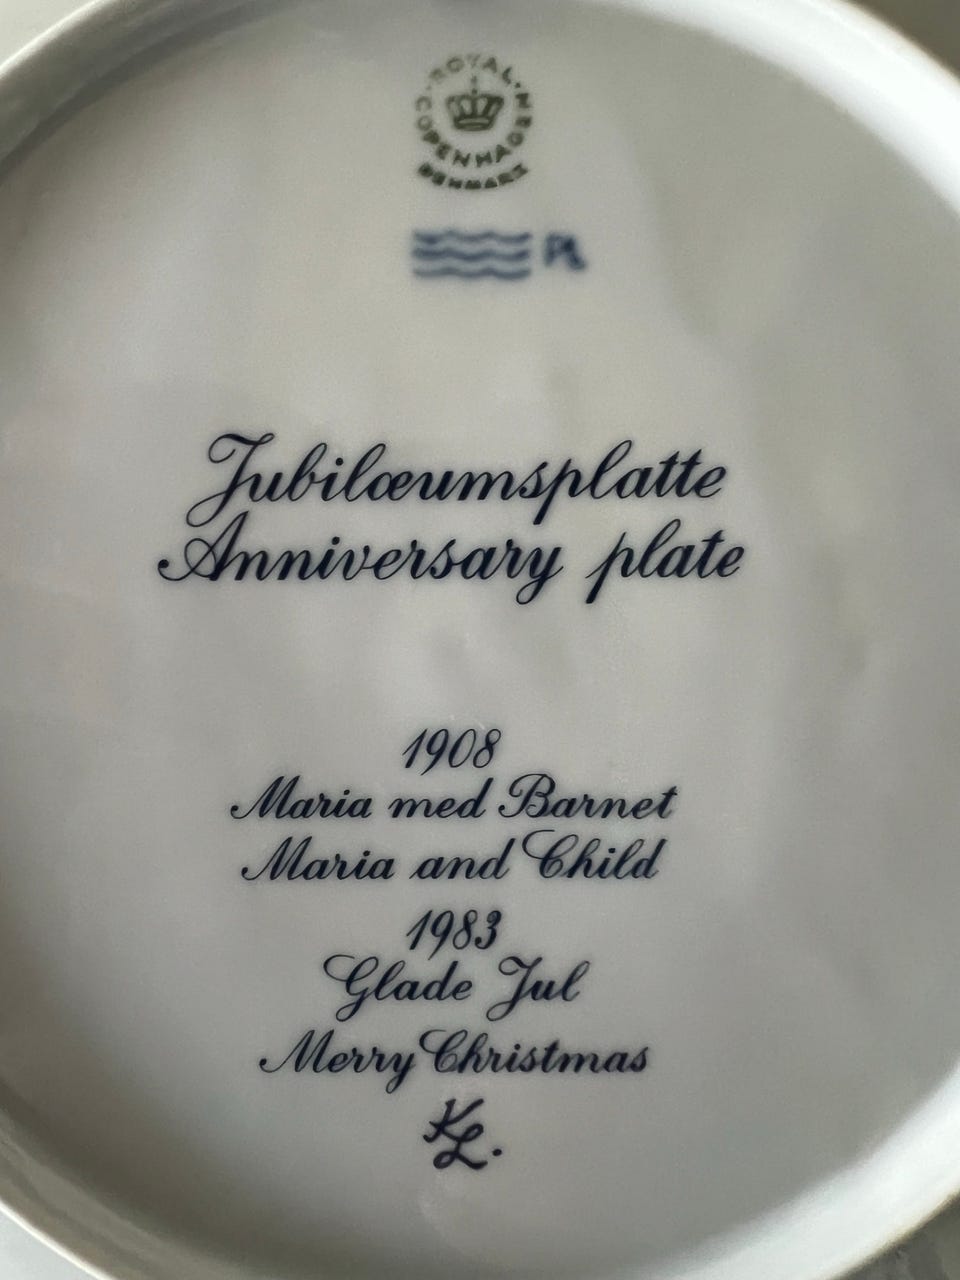 ROYAL COPENHAGEN
DENMARK
Jubilæumsplatte
Anniversary plate
1908
Maria med Barnet
Maria and Child
1983
Glade Jul
Merry Christmas
KL.